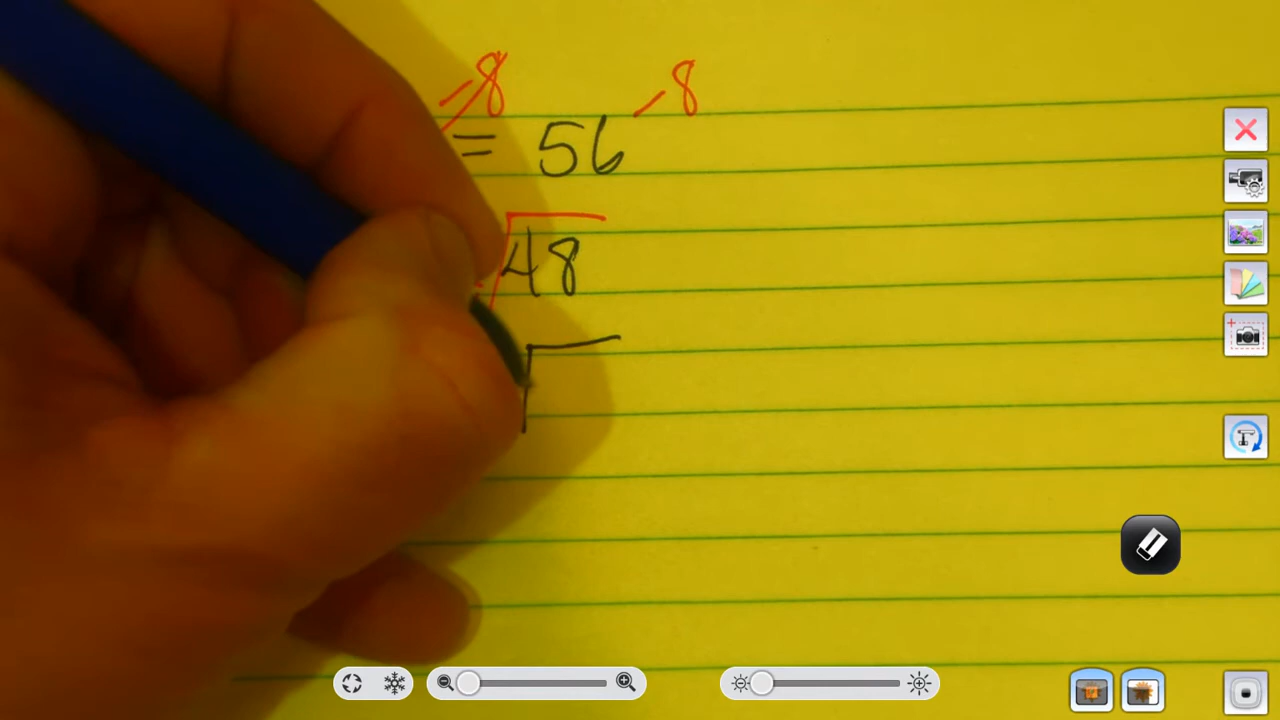 -8 -8
= 56
√48
√